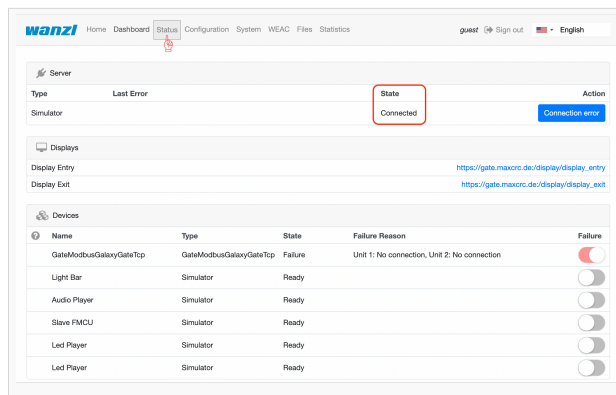 wanzl Home Dashboard Status Configuration System WEAC Files Statistics guest Sign out English
Server
Type Last Error State Action
Simulator Connected Connection error
Displays
Display Entry https://gate.maxcrc.de:/display/display_entry
Display Exit https://gate.maxcrc.de:/display/display_exit
Devices
? Name Type State Failure Reason Failure
GateModbusGalaxyGateTcp GateModbusGalaxyGateTcp Failure Unit 1: No connection, Unit 2: No connection
Light Bar Simulator Ready
Audio Player Simulator Ready
Slave FMCU Simulator Ready
Led Player Simulator Ready
Led Player Simulator Ready